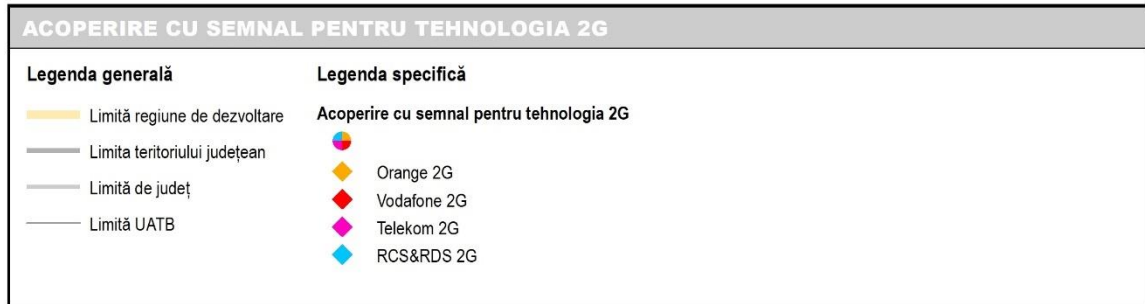 ACOPERIRE CU SEMNAL PENTRU TEHNOLOGIA 2G
Legenda generală
Limită regiune de dezvoltare
Limita teritoriului județean
Limită de județ
Limită UATB
Legenda specifică
Acoperire cu semnal pentru tehnologia 2G
Orange 2G
Vodafone 2G
Telekom 2G
RCS&RDS 2G